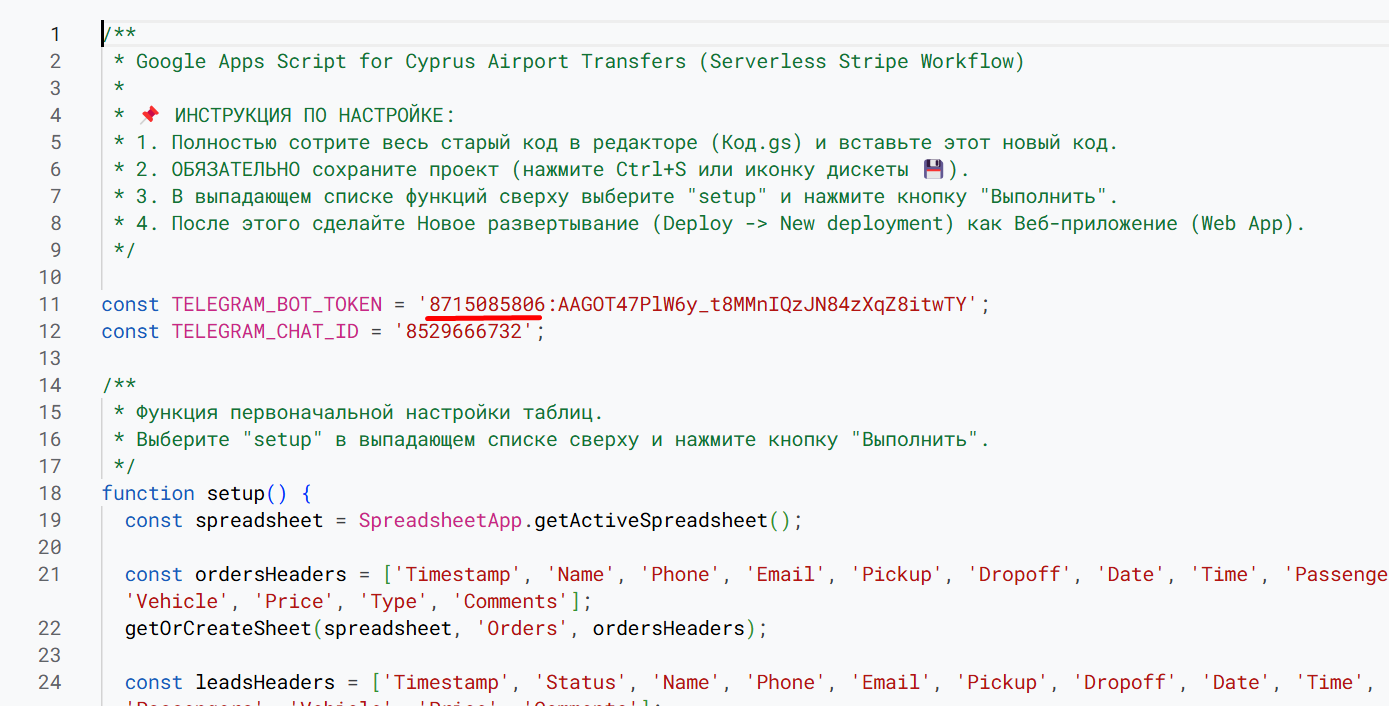 1 /**
2 * Google Apps Script for Cyprus Airport Transfers (Serverless Stripe Workflow)
3 *
4 * 📌 ИНСТРУКЦИЯ ПО НАСТРОЙКЕ:
5 * 1. Полностью сотрите весь старый код в редакторе (Код.gs) и вставьте этот новый код.
6 * 2. ОБЯЗАТЕЛЬНО сохраните проект (нажмите Ctrl+S или иконку дискеты 💾).
7 * 3. В выпадающем списке функций сверху выберите "setup" и нажмите кнопку "Выполнить".
8 * 4. После этого сделайте Новое развертывание (Deploy -> New deployment) как Веб-приложение (Web App).
9 */
10
11 const TELEGRAM_BOT_TOKEN = '8715085806:AAGOT47PlW6y_t8MMnIQzJN84zXqZ8itwTY';
12 const TELEGRAM_CHAT_ID = '8529666732';
13
14 /**
15 * Функция первоначальной настройки таблиц.
16 * Выберите "setup" в выпадающем списке сверху и нажмите кнопку "Выполнить".
17 */
18 function setup() {
19 const spreadsheet = SpreadsheetApp.getActiveSpreadsheet();
20
21 const ordersHeaders = ['Timestamp', 'Name', 'Phone', 'Email', 'Pickup', 'Dropoff', 'Date', 'Time', 'Passenge
'Vehicle', 'Price', 'Type', 'Comments'];
22 getOrCreateSheet(spreadsheet, 'Orders', ordersHeaders);
23
24 const leadsHeaders = ['Timestamp', 'Status', 'Name', 'Phone', 'Email', 'Pickup', 'Dropoff', 'Date', 'Time',